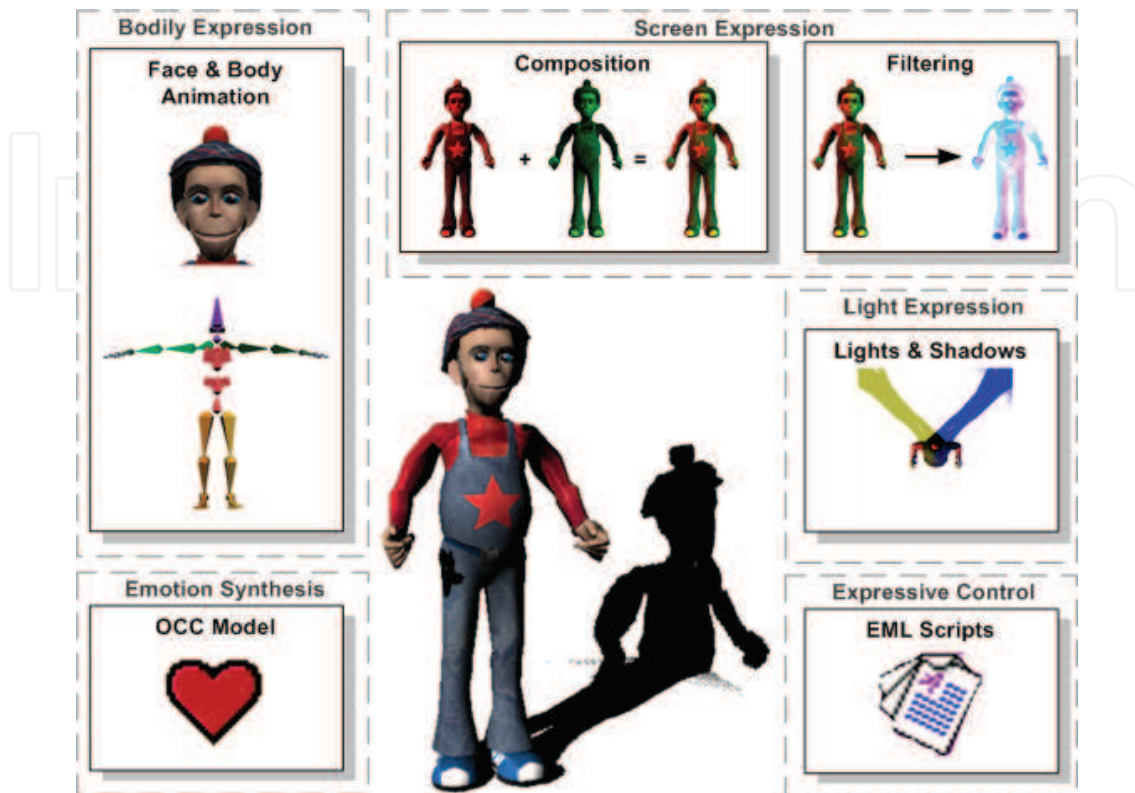 Bodily Expression
Face & Body
Animation
Screen Expression
Composition
+
=
Filtering
Light Expression
Lights & Shadows
Emotion Synthesis
OCC Model
Expressive Control
EML Scripts